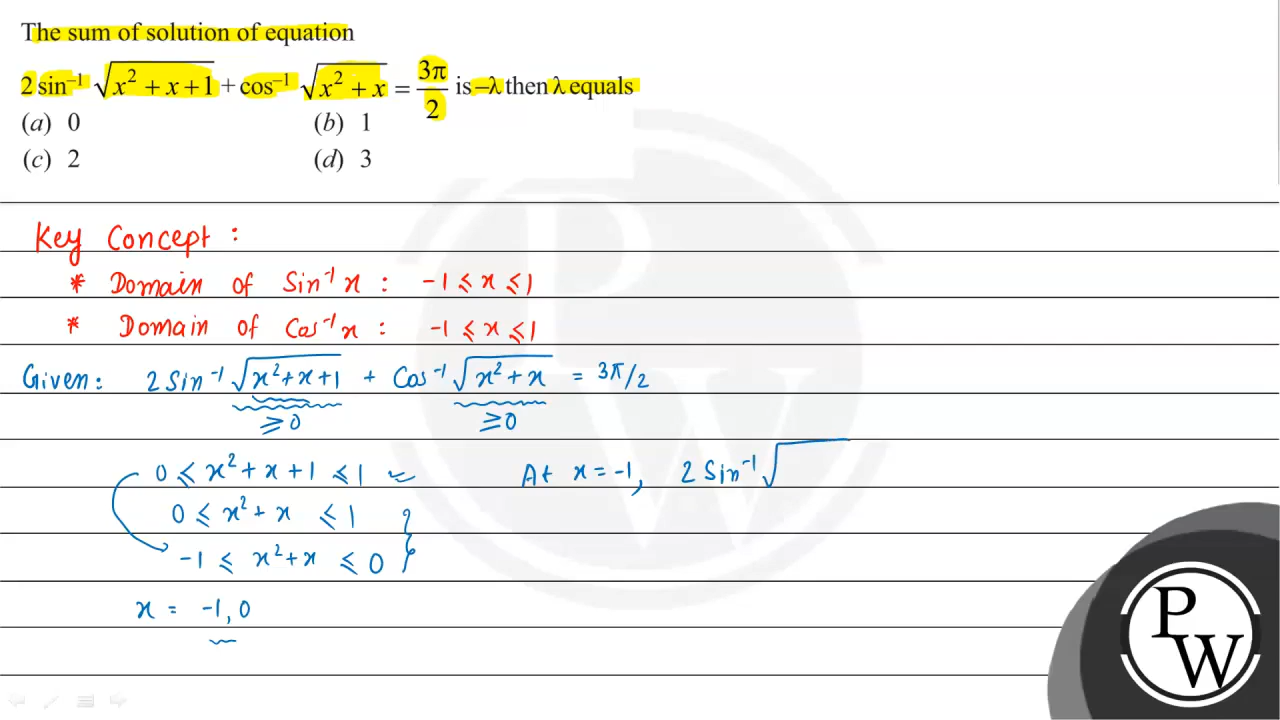 The sum of solution of equation
2 sin⁻¹ √(x² + x + 1) + cos⁻¹ √(x² + x) = 3π/2 is –λ then λ equals
(a) 0 (b) 1
(c) 2 (d) 3
Key Concept :
* Domain of Sin⁻¹x : -1 ⩽ x ⩽ 1
* Domain of Cos⁻¹x : -1 ⩽ x ⩽ 1
Given: 2 Sin⁻¹ √(x²+x+1) + Cos⁻¹ √(x²+x) = 3π/2
⩾ 0 ⩾ 0
0 ⩽ x² + x + 1 ⩽ 1 At x = -1, 2 Sin⁻¹ √
0 ⩽ x² + x ⩽ 1
-1 ⩽ x² + x ⩽ 0
x = -1, 0
P
W